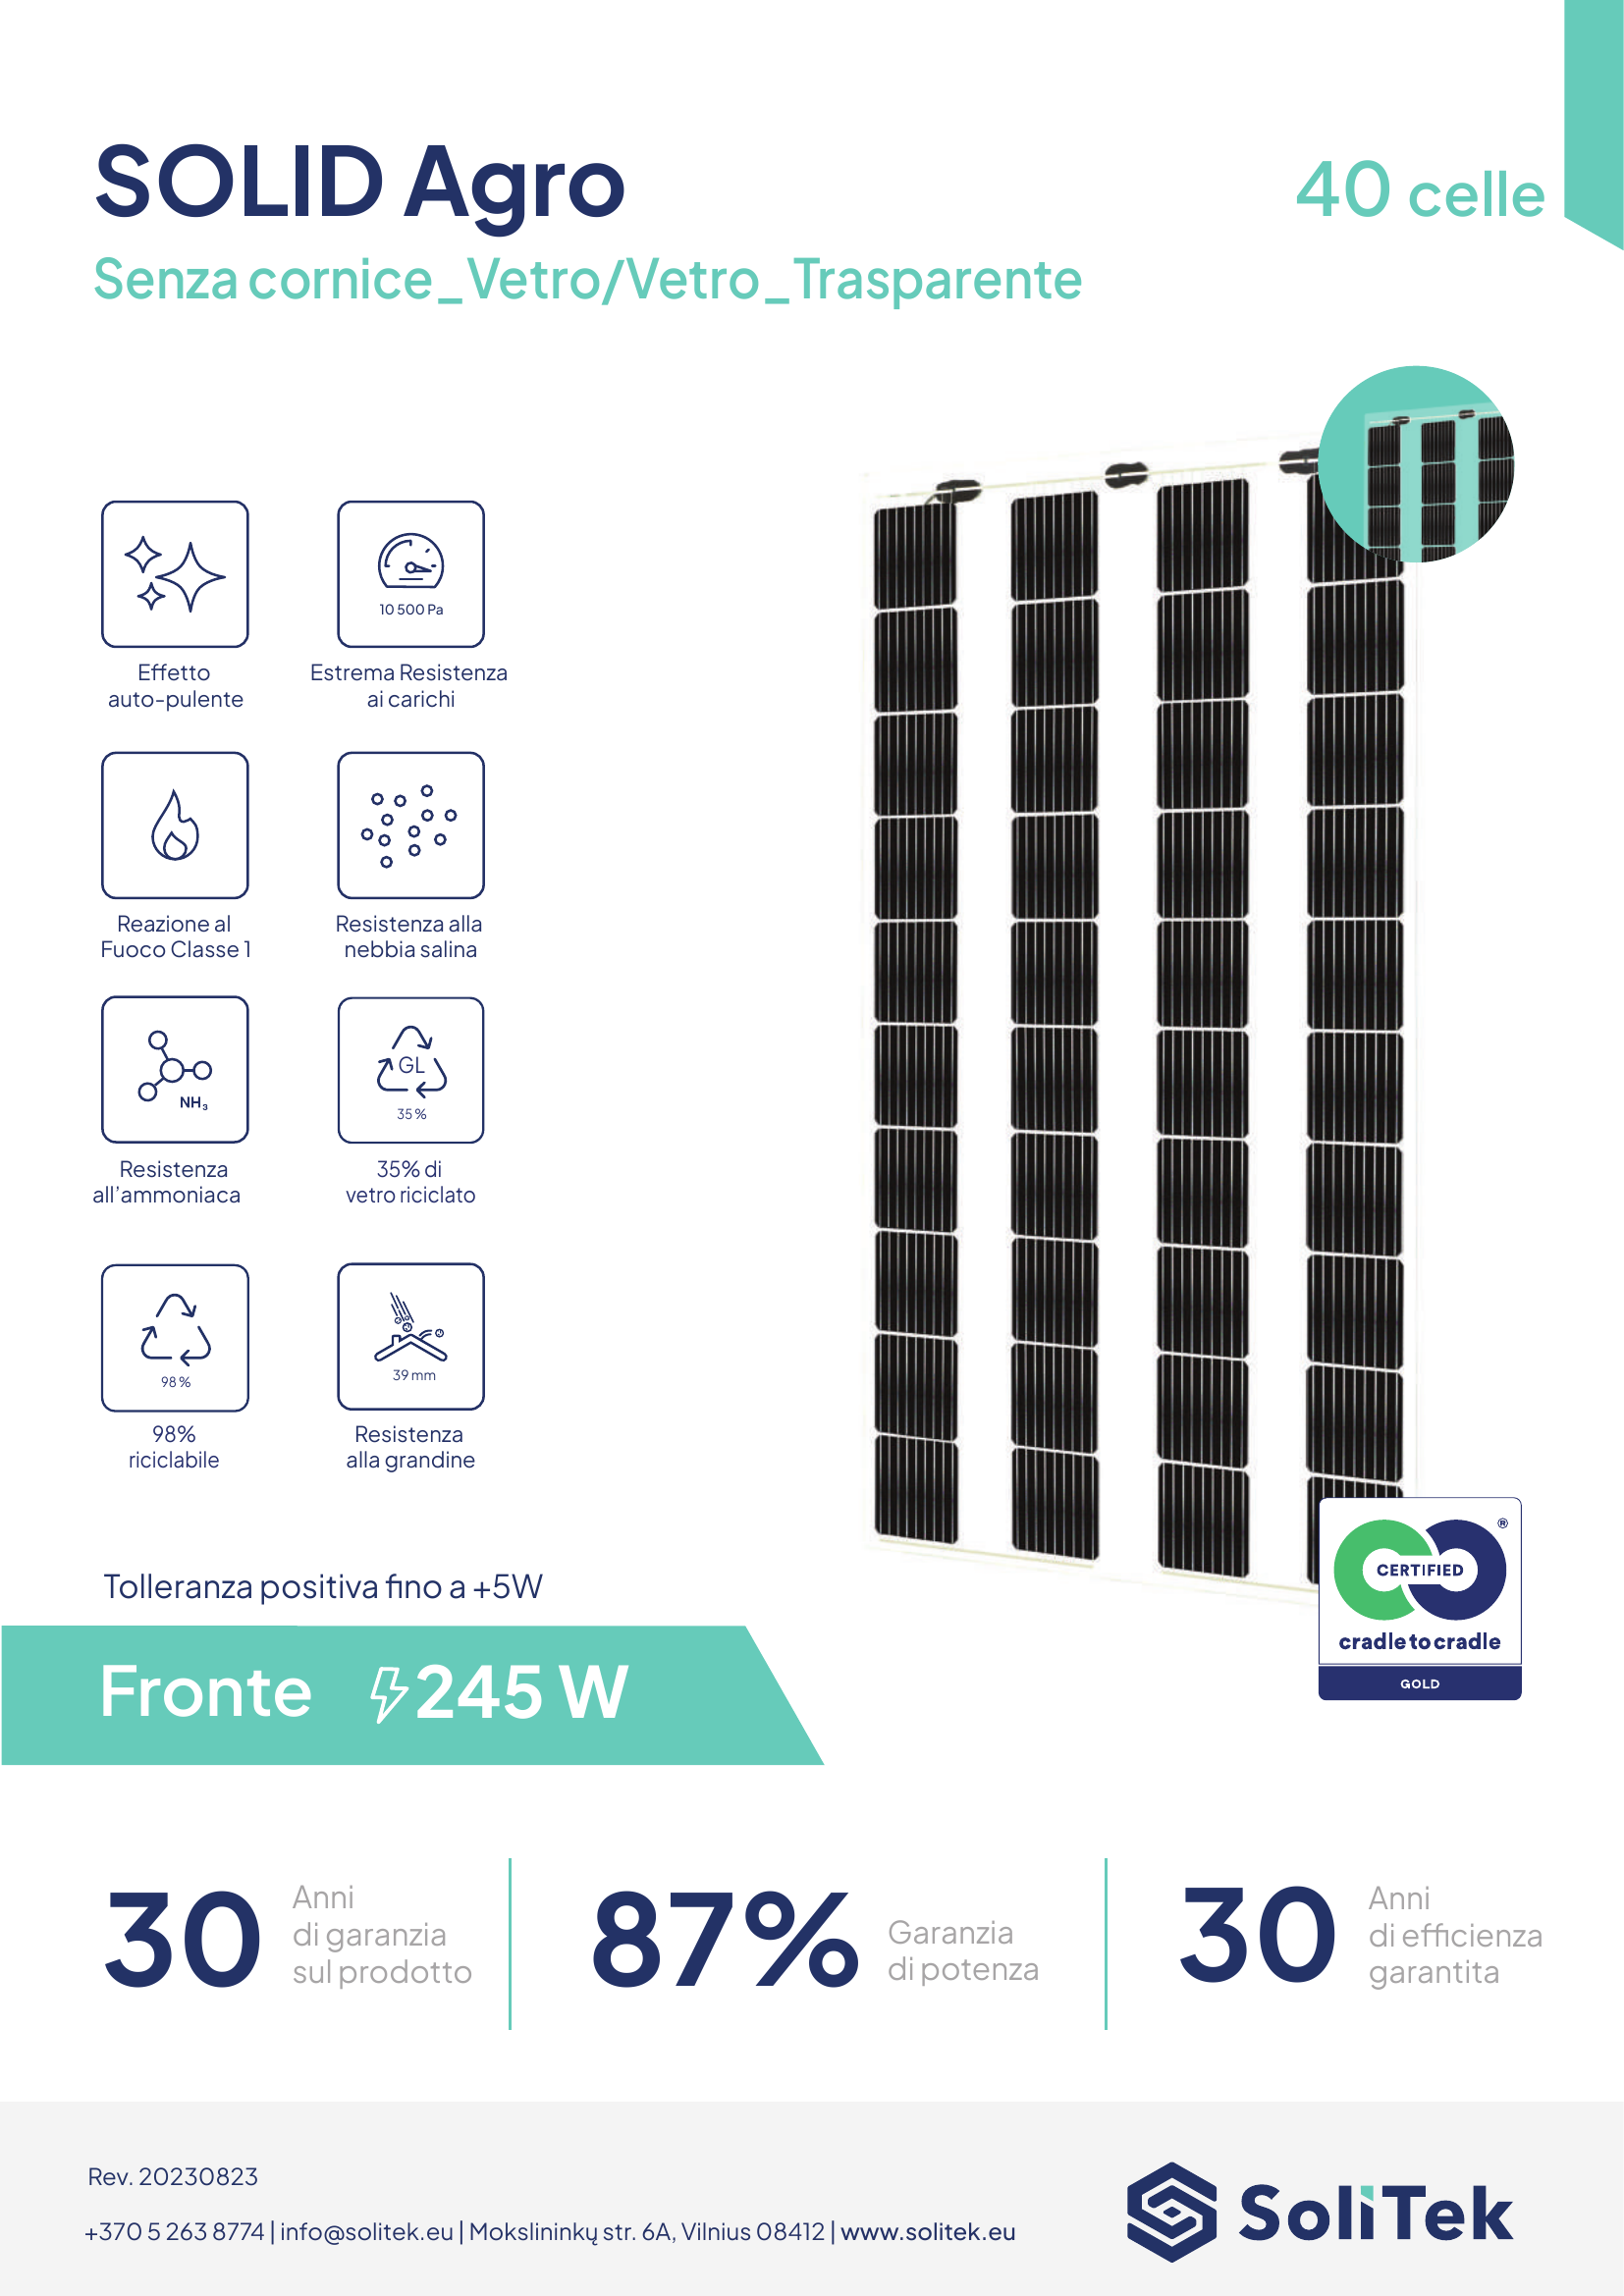 SOLID Agro
40 celle
Senza cornice_Vetro/Vetro_Trasparente
10 500 Pa
Effetto
auto-pulente
Estrema Resistenza
ai carichi
Reazione al
Fuoco Classe 1
Resistenza alla
nebbia salina
NH₃
GL
35 %
Resistenza
all’ammoniaca
35% di
vetro riciclato
98 %
39 mm
98%
riciclabile
Resistenza
alla grandine
Tolleranza positiva fino a +5W
Fronte 245 W
®
CERTIFIED
cradle to cradle
GOLD
30 Anni
di garanzia
sul prodotto
87% Garanzia
di potenza
30 Anni
di efficienza
garantita
Rev. 20230823
+370 5 263 8774 | info@solitek.eu | Mokslininkų str. 6A, Vilnius 08412 | www.solitek.eu
SoliTek